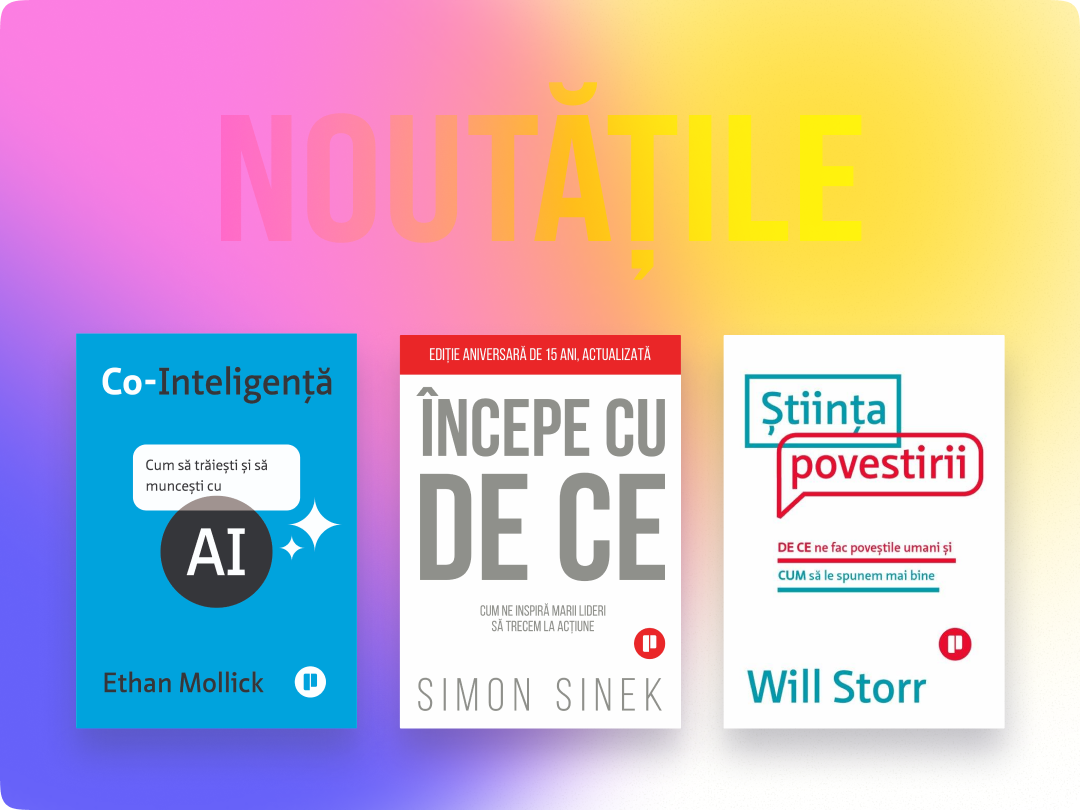 NOUTĂȚILE
Co-Inteligență
Cum să trăiești și să
muncești cu
AI
Ethan Mollick
EDIȚIE ANIVERSARĂ DE 15 ANI, ACTUALIZATĂ
ÎNCEPE CU
DE CE
CUM NE INSPIRĂ MARII LIDERI
SĂ TRECEM LA ACȚIUNE
SIMON SINEK
Știința
povestirii
DE CE ne fac poveștile umani și
CUM să le spunem mai bine
Will Storr